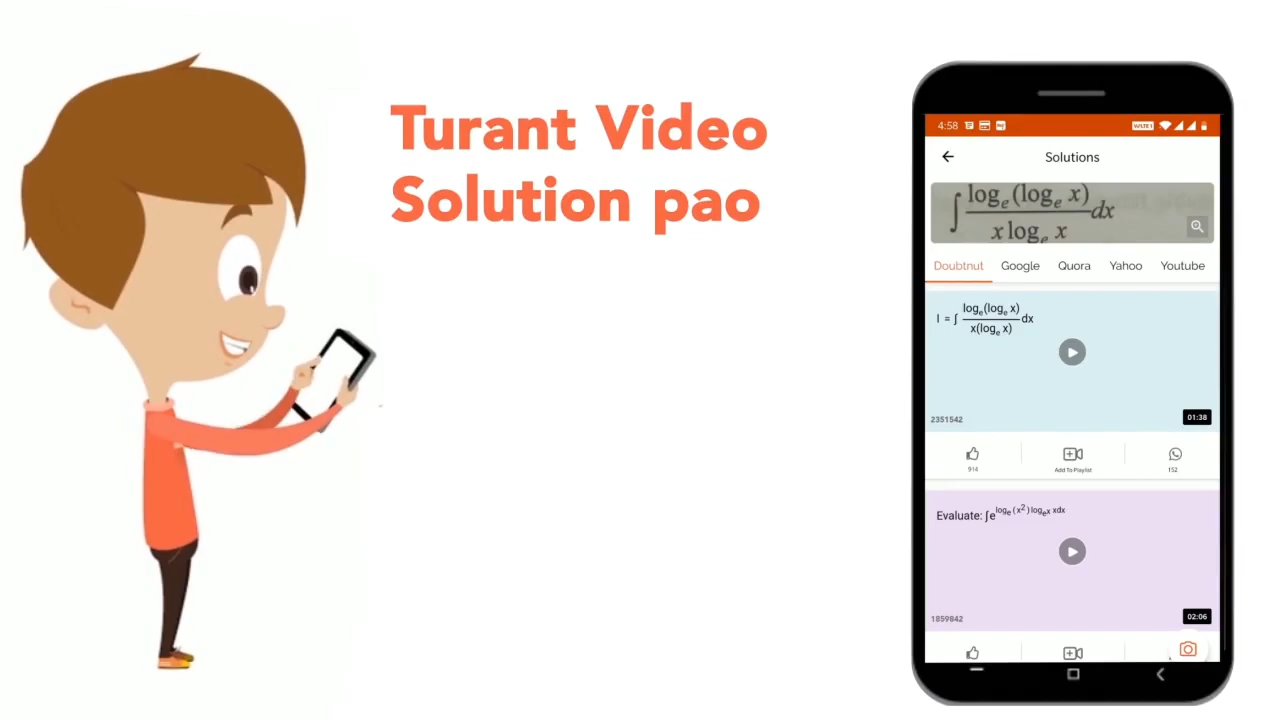 Turant Video
Solution pao
4:58
VoLTE1
Solutions
∫ logₑ(logₑ x) / x logₑ x dx
Doubtnut Google Quora Yahoo Youtube
I = ∫ logₑ(logₑ x) / x(logₑ x) dx
2351542 01:38
914 Add To Playlist 152
Evaluate: ∫e^logₑ(x²)logₑx xdx
1859842 02:06